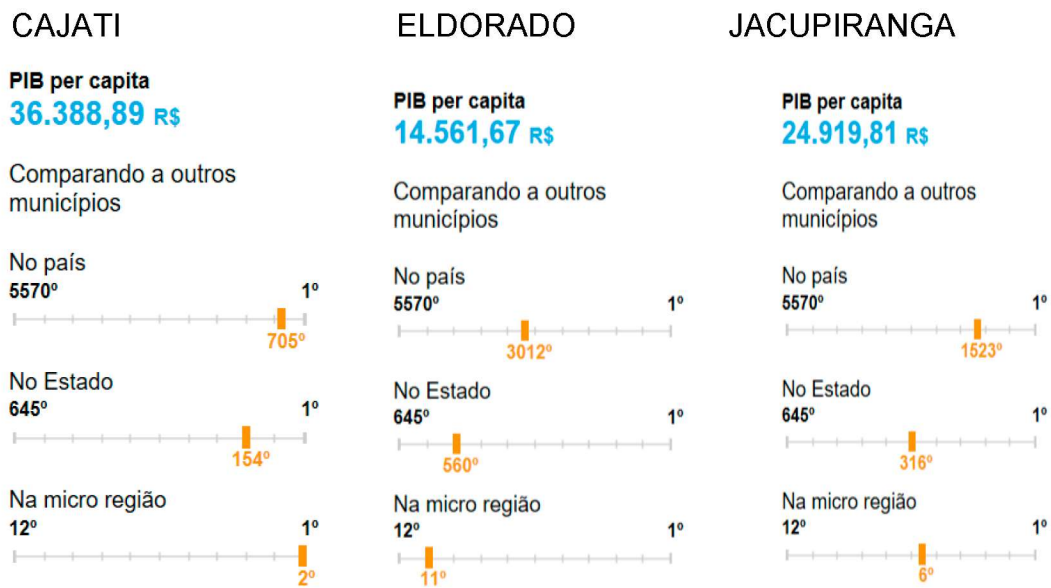 CAJATI
PIB per capita
36.388,89 R$
Comparando a outros
municípios
No país
5570º 1º
705º
No Estado
645º 1º
154º
Na micro região
12º 1º
2º
ELDORADO
PIB per capita
14.561,67 R$
Comparando a outros
municípios
No país
5570º 1º
3012º
No Estado
645º 1º
560º
Na micro região
12º 1º
11º
JACUPIRANGA
PIB per capita
24.919,81 R$
Comparando a outros
municípios
No país
5570º 1º
1523º
No Estado
645º 1º
316º
Na micro região
12º 1º
6º